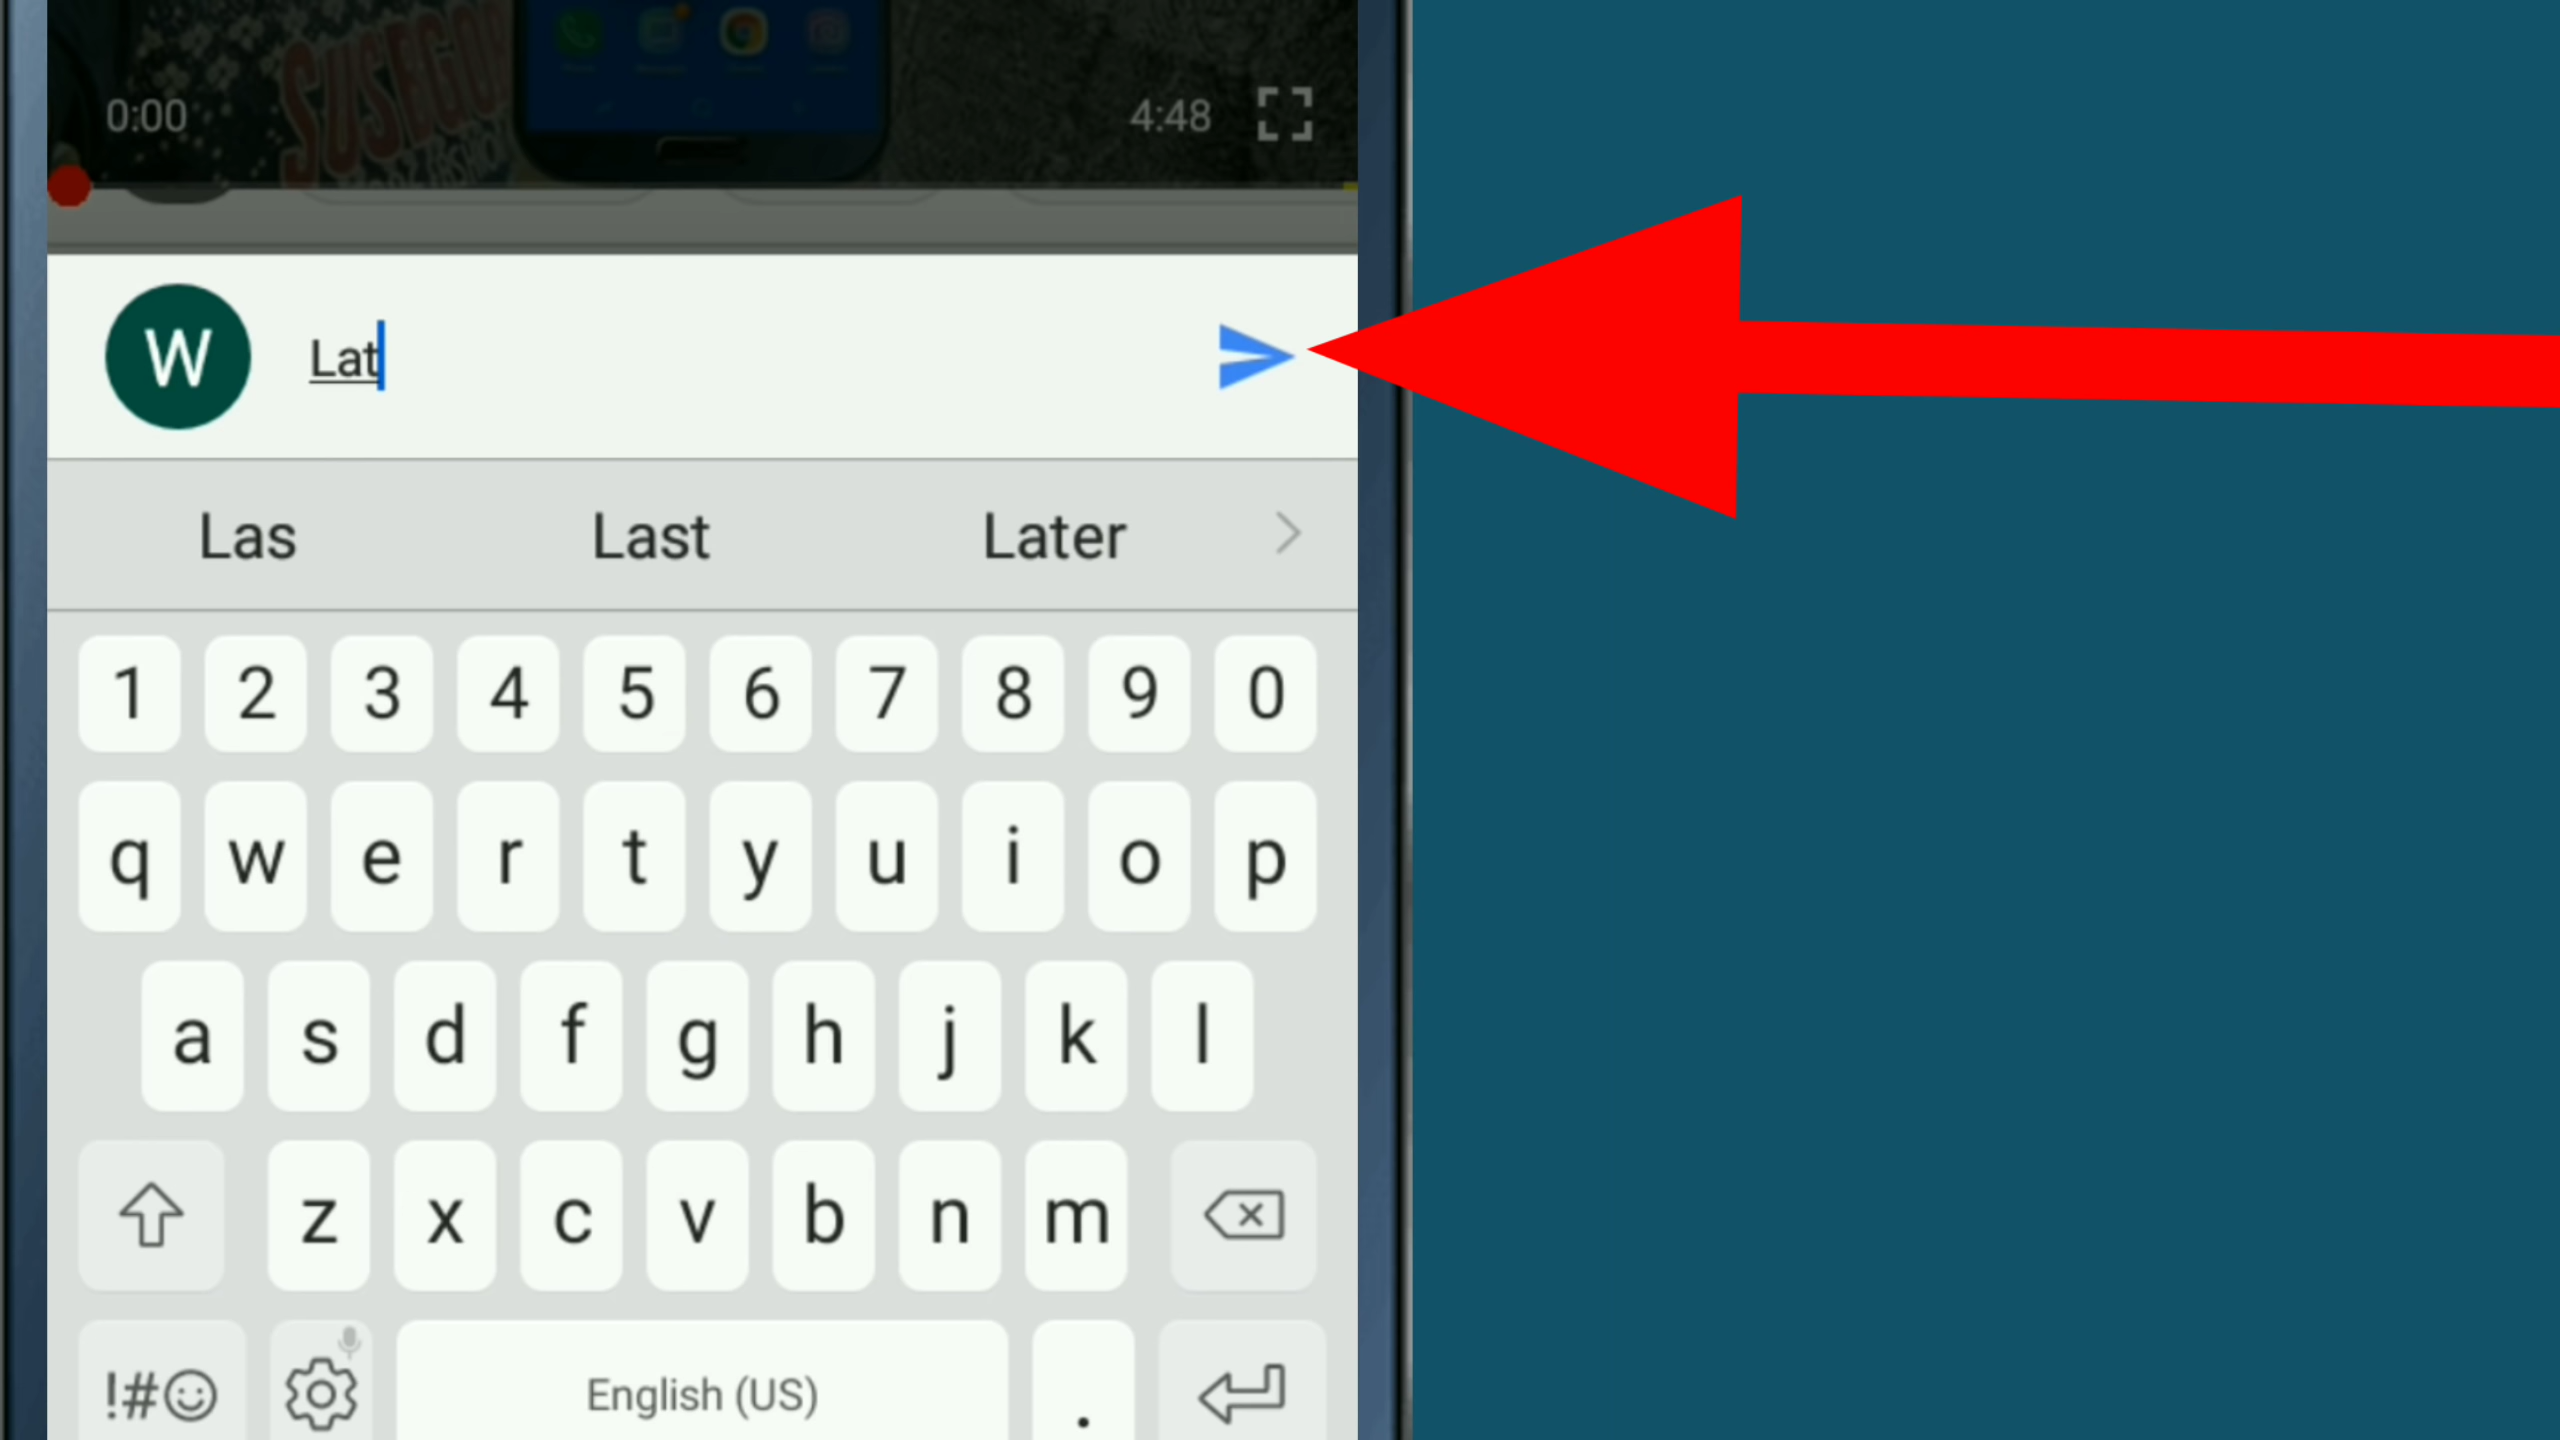 SUSEGO
0:00
4:48
W
Lat
Las Last Later
1 2 3 4 5 6 7 8 9 0
q w e r t y u i o p
a s d f g h j k l
z x c v b n m
!#☺ English (US) .